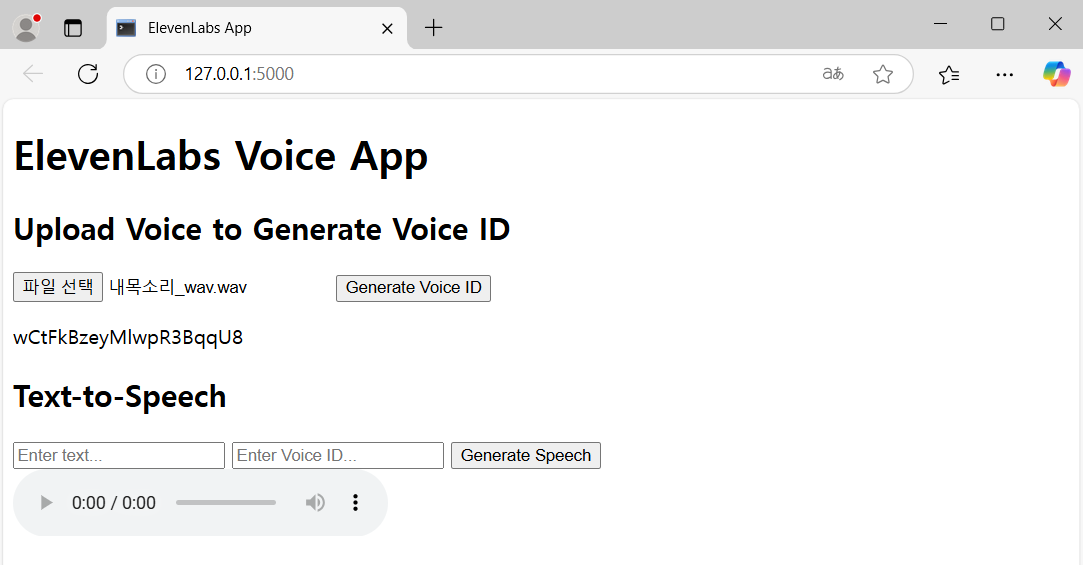 ElevenLabs App
127.0.0.1:5000
aあ
ElevenLabs Voice App
Upload Voice to Generate Voice ID
파일 선택 내목소리_wav.wav Generate Voice ID
wCtFkBzeyMlwpR3BqqU8
Text-to-Speech
Enter text... Enter Voice ID... Generate Speech
0:00 / 0:00